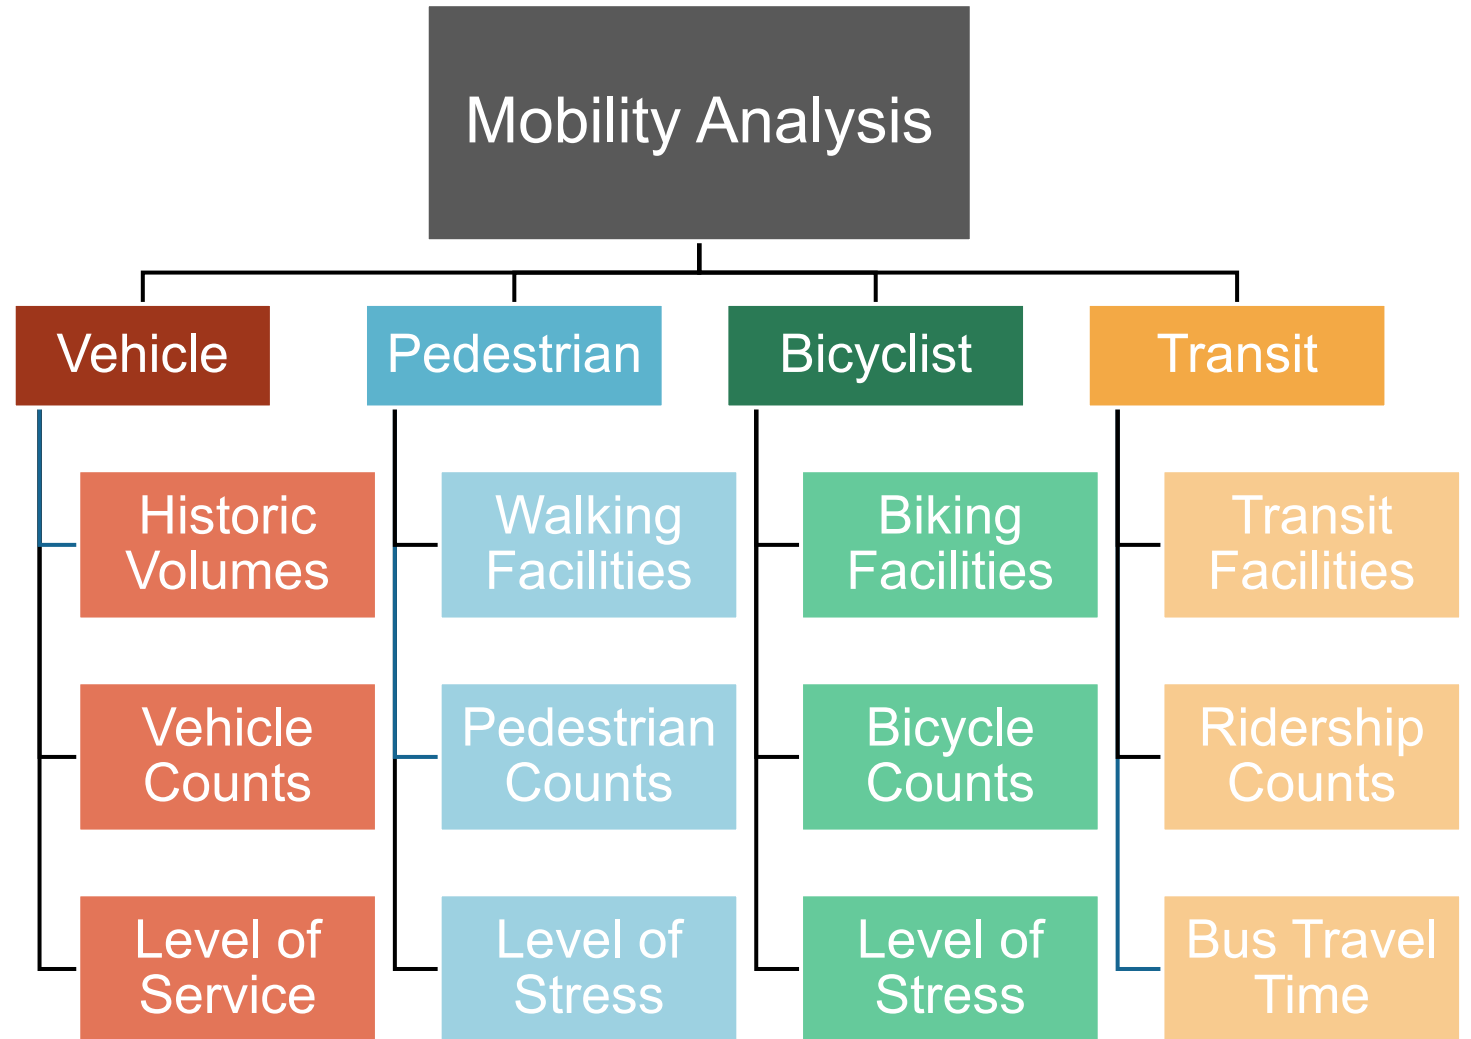 Mobility Analysis
Vehicle
Historic
Volumes
Vehicle
Counts
Level of
Service
Pedestrian
Walking
Facilities
Pedestrian
Counts
Level of
Stress
Bicyclist
Biking
Facilities
Bicycle
Counts
Level of
Stress
Transit
Transit
Facilities
Ridership
Counts
Bus Travel
Time